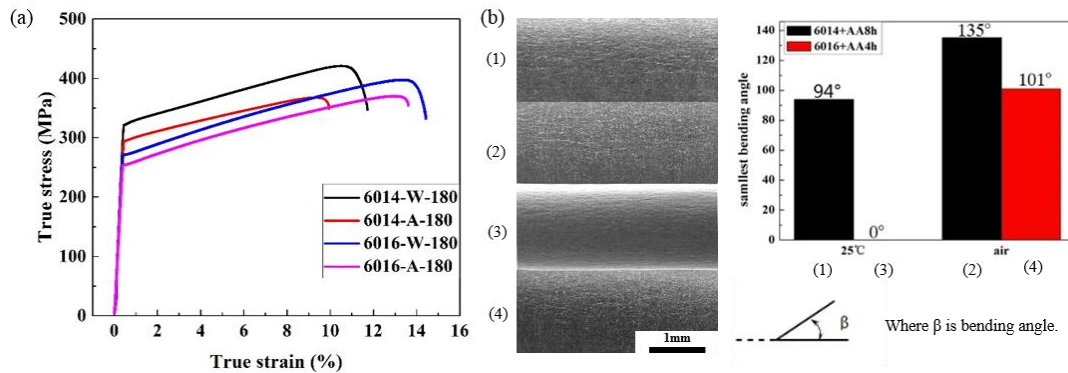 (a)
500
400
300
200
100
0
True stress (MPa)
6014-W-180
6014-A-180
6016-W-180
6016-A-180
0 2 4 6 8 10 12 14 16
True strain (%)
(b)
(1)
(2)
(3)
(4)
1mm
140
120
100
80
60
40
20
0
samllest bending angle
6014+AA8h
6016+AA4h
94°
0°
135°
101°
25℃ air
(1) (3) (2) (4)
β
Where β is bending angle.